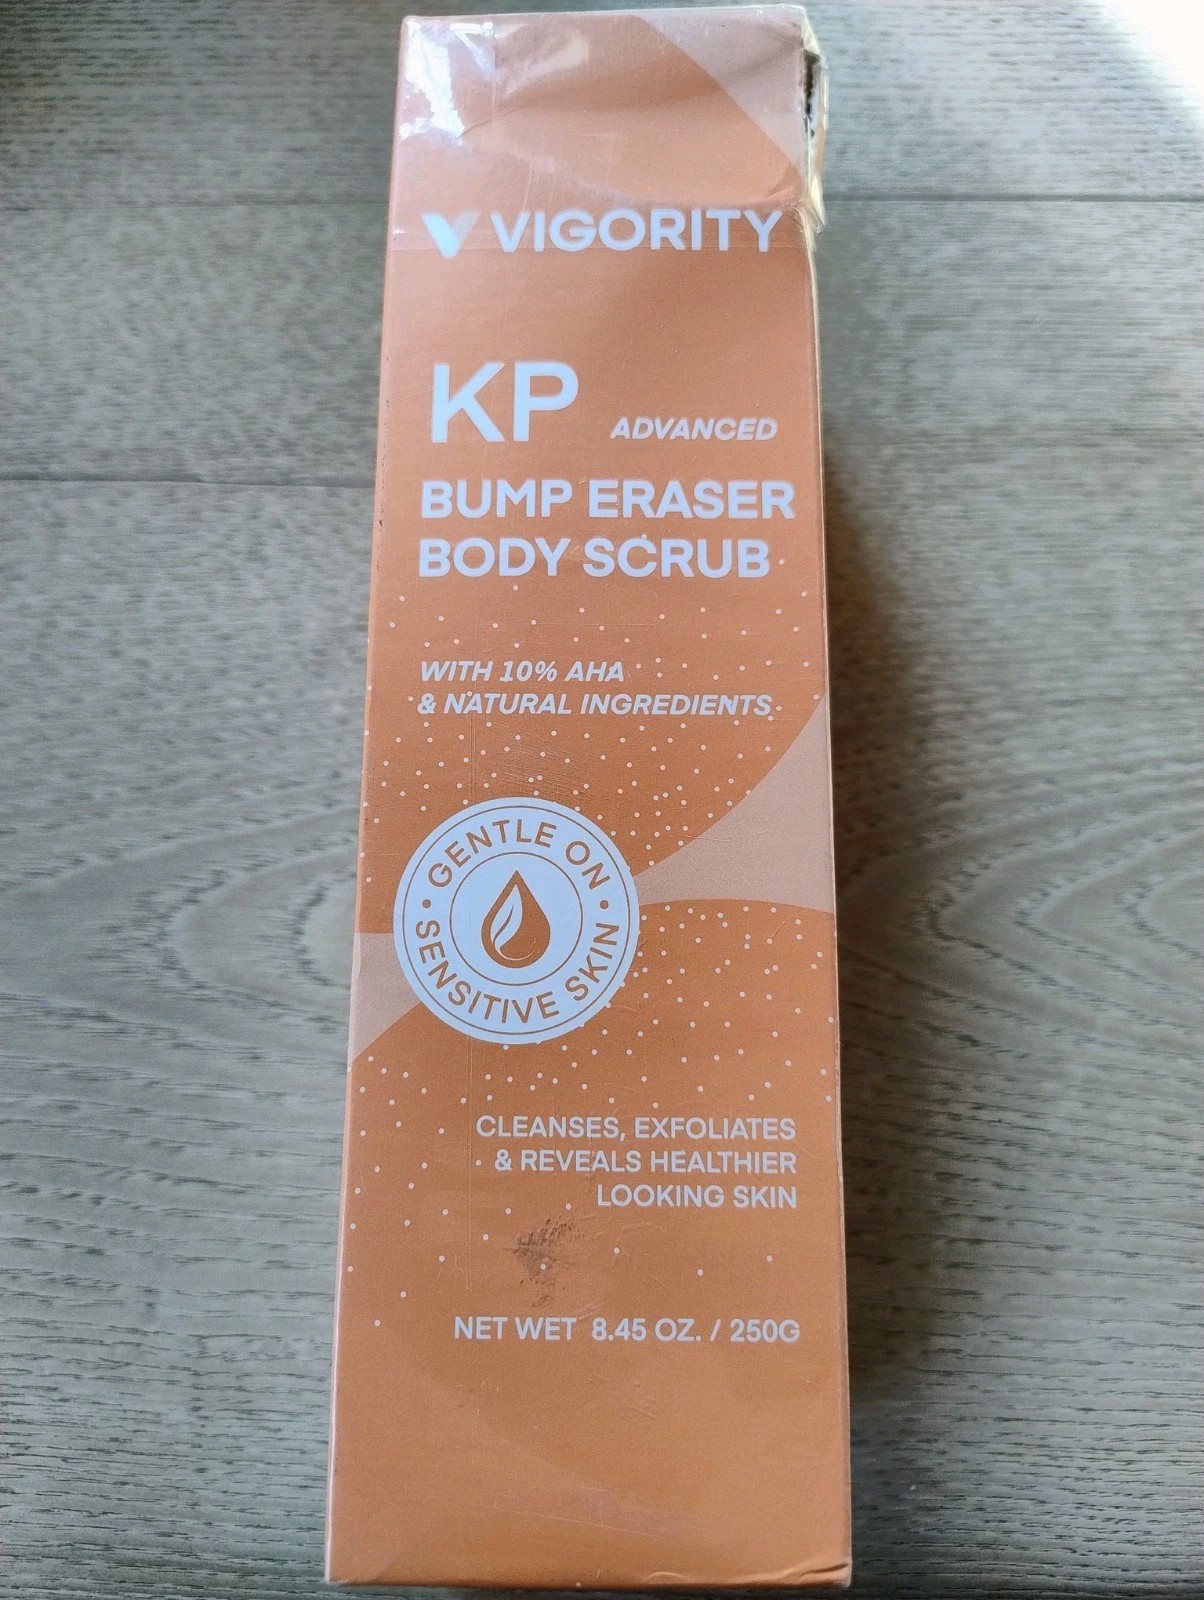 VIGORITY
KP ADVANCED
BUMP ERASER
BODY SCRUB
WITH 10% AHA
& NATURAL INGREDIENTS
GENTLE ON
SENSITIVE SKIN
CLEANSES, EXFOLIATES
& REVEALS HEALTHIER
LOOKING SKIN
NET WET 8.45 OZ. / 250G